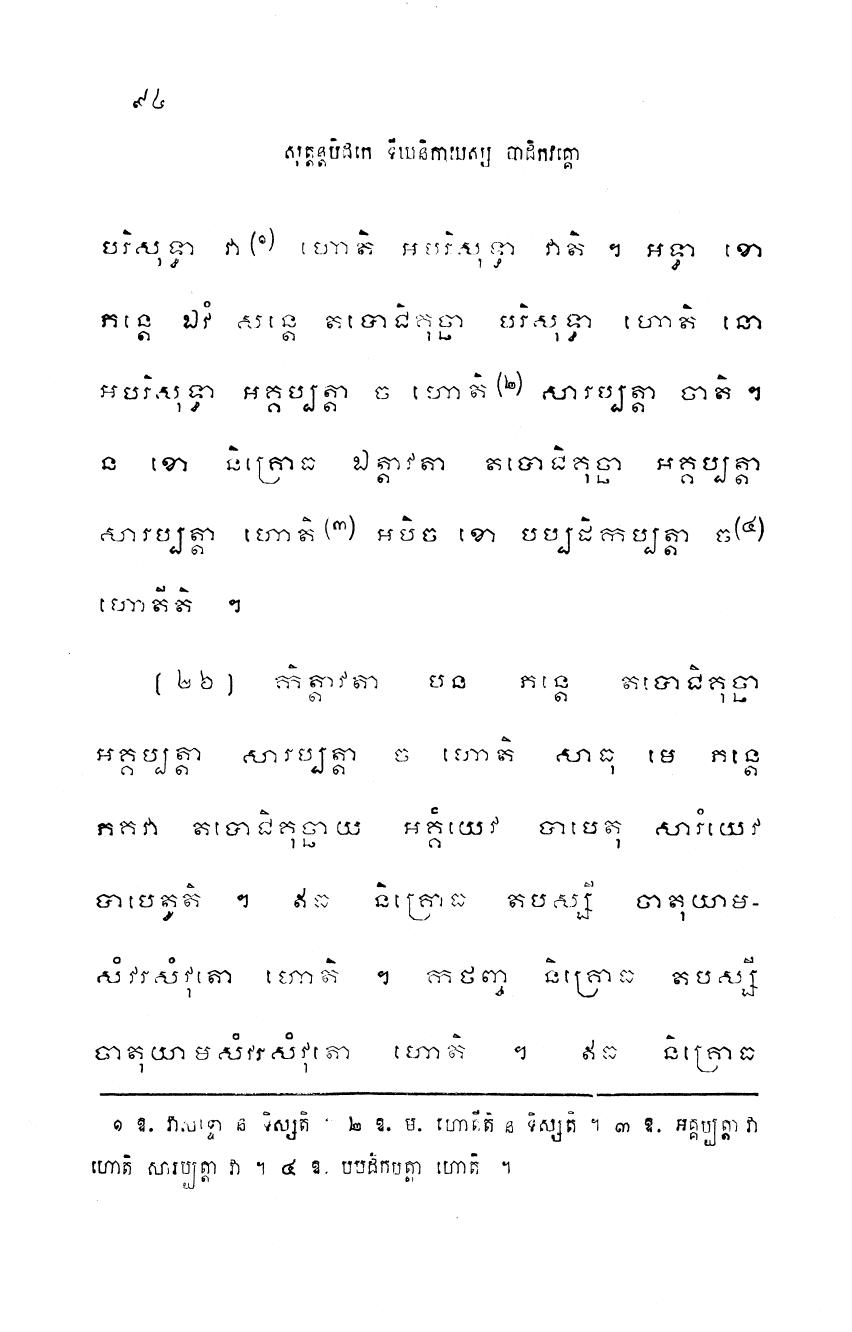 ៩៤
សុត្តន្តបិដកេ ទីឃនិកាយស្ស បាដិកវគ្គោ
បរិសុទ្ធា វា(១) ហោតិ អបរិសុទ្ធា វាតិ ។ អទ្ធា ខោ
ភន្តេ ឯវំ សន្តេ តបោជិគុច្ឆា បរិសុទ្ធា ហោតិ នោ
អបរិសុទ្ធា អគ្គប្បត្តា ច ហោតិ(២) សារប្បត្តា ចាតិ ។
ន ខោ និគ្រោធ ឯត្តាវតា តបោជិគុច្ឆា អគ្គប្បត្តា
សារប្បត្តា ហោតិ(៣) អបិច ខោ បប្បដិកាប្បត្តា ច(៤)
ហោតីតិ ។
[២៦] កិត្តាវតា បន ភន្តេ តបោជិគុច្ឆា
អគ្គប្បត្តា សារប្បត្តា ច ហោតិ សាធុ មេ ភន្តេ
ភគវា តបោជិគុច្ឆាយ អគ្គំយេវ បាបេតុ សារំយេវ
បាបេតូតិ ។ ឥធ និគ្រោធ តបស្សី ចាតុយាម-
សំវរសំវុតោ ហោតិ ។ កថញ្ច និគ្រោធ តបស្សី
ចាតុយាមសំវរសំវុតោ ហោតិ ។ ឥធ និគ្រោធ
១ ឱ. វាសទ្ទោ ន ទិស្សតិ ។ ២ ឱ. ម. ហោតីតិ ន ទិស្សតិ ។ ៣ ឱ. អគ្គប្បត្តា វា
ហោតិ សារប្បត្តា វា ។ ៤ ឱ. បបដិកបត្តា ហោតិ ។